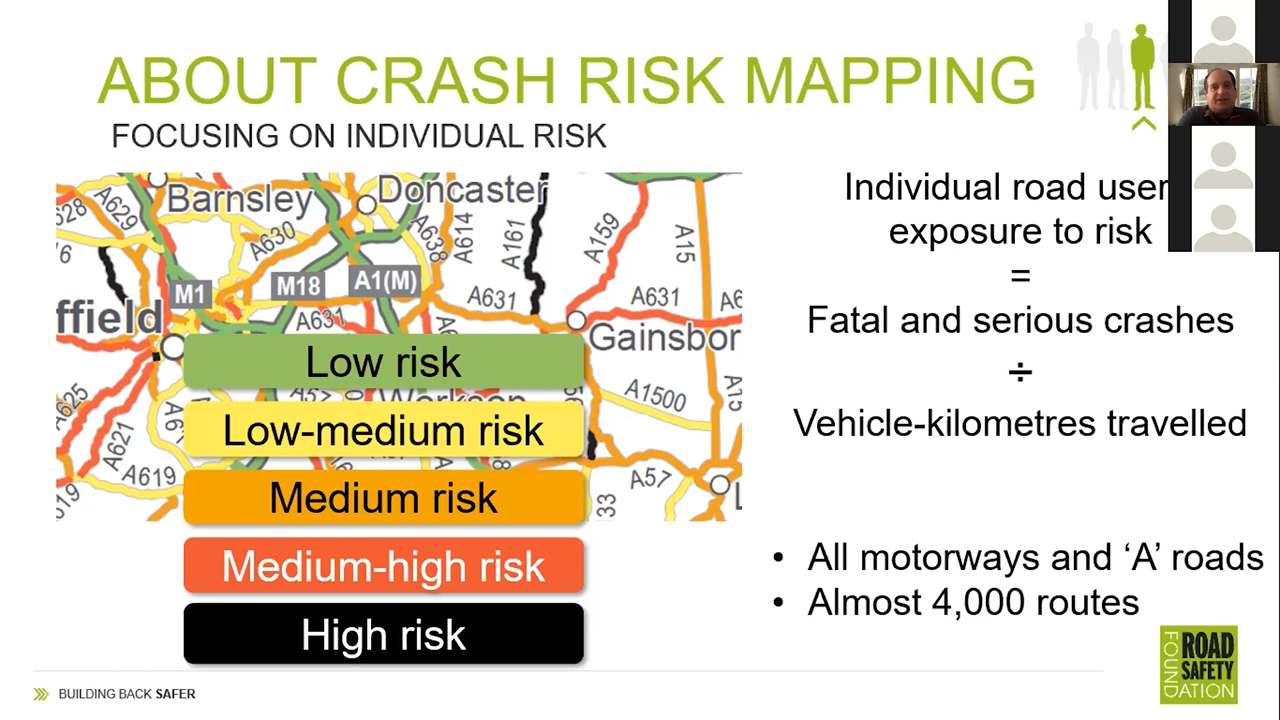 ABOUT CRASH RISK MAPPING
FOCUSING ON INDIVIDUAL RISK
Barnsley
Doncaster
A629
A630
A638
A614
A161
A159
A15
M1
M18
A1(M)
A631
A631
A631
ffield
Gainsbor
A57
A1500
A15
A621
A619
A57
33
Low risk
Low-medium risk
Medium risk
Medium-high risk
High risk
Individual road user
exposure to risk
=
Fatal and serious crashes
÷
Vehicle-kilometres travelled
• All motorways and ‘A’ roads
• Almost 4,000 routes
BUILDING BACK SAFER
ROAD
SAFETY
FOUNDATION